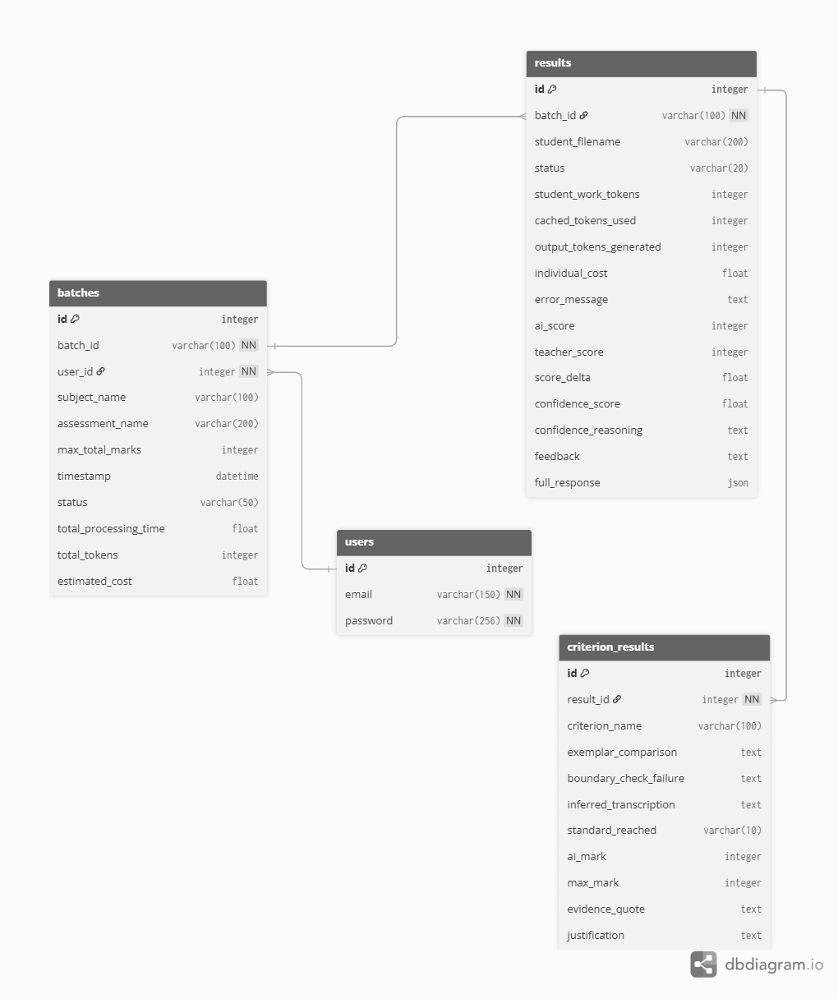 results
id integer
batch_id varchar(100) NN
student_filename varchar(200)
status varchar(20)
student_work_tokens integer
cached_tokens_used integer
output_tokens_generated integer
individual_cost float
error_message text
ai_score integer
teacher_score integer
score_delta float
confidence_score float
confidence_reasoning text
feedback text
full_response json
batches
id integer
batch_id varchar(100) NN
user_id integer NN
subject_name varchar(100)
assessment_name varchar(200)
max_total_marks integer
timestamp datetime
status varchar(50)
total_processing_time float
total_tokens integer
estimated_cost float
users
id integer
email varchar(150) NN
password varchar(256) NN
criterion_results
id integer
result_id integer NN
criterion_name varchar(100)
exemplar_comparison text
boundary_check_failure text
inferred_transcription text
standard_reached varchar(10)
ai_mark integer
max_mark integer
evidence_quote text
justification text
dbdiagram.io